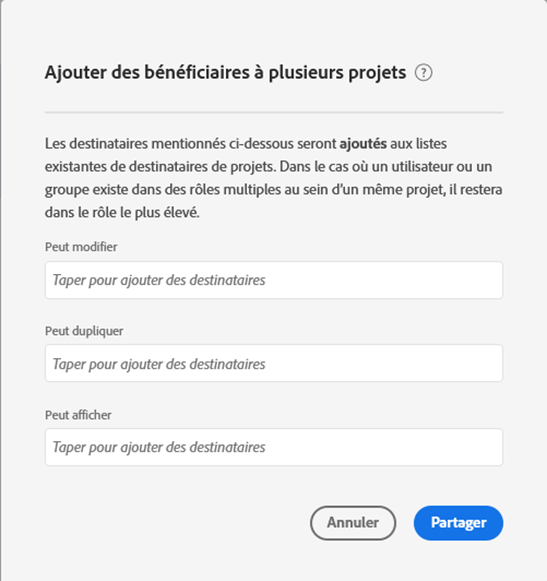 Ajouter des bénéficiaires à plusieurs projets ?
Les destinataires mentionnés ci-dessous seront ajoutés aux listes
existantes de destinataires de projets. Dans le cas où un utilisateur ou un
groupe existe dans des rôles multiples au sein d'un même projet, il restera
dans le rôle le plus élevé.
Peut modifier
Taper pour ajouter des destinataires
Peut dupliquer
Taper pour ajouter des destinataires
Peut afficher
Taper pour ajouter des destinataires
Annuler Partager